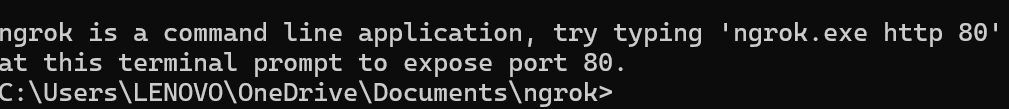 ngrok is a command line application, try typing 'ngrok.exe http 80'
at this terminal prompt to expose port 80.
C:\Users\LENOVO\OneDrive\Documents\ngrok>